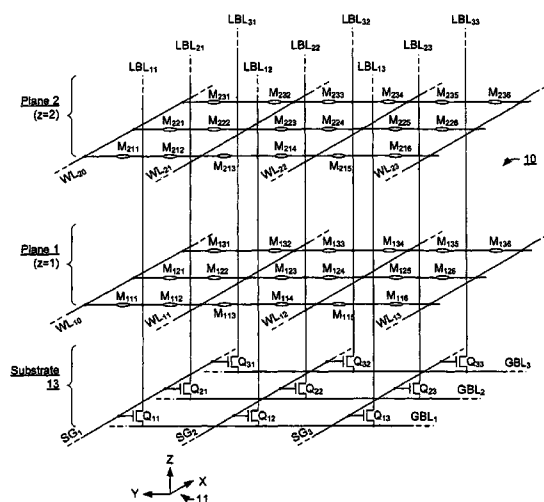 LBL31 LBL32 LBL33
LBL21 LBL22 LBL23
LBL11 LBL12 LBL13
Plane 2
(z=2)
M231 M232 M233 M234 M235 M236
M221 M222 M223 M224 M225 M226
M211 M212 M213 M214 M215 M216
WL20 WL21 WL22 WL23
10
Plane 1
(z=1)
M131 M132 M133 M134 M135 M136
M121 M122 M123 M124 M125 M126
M111 M112 M113 M114 M115 M116
WL10 WL11 WL12 WL13
Substrate
13
Q31 Q32 Q33
GBL3
Q21 Q22 Q23
GBL2
Q11 Q12 Q13
GBL1
SG1 SG2 SG3
Z
X
Y
11